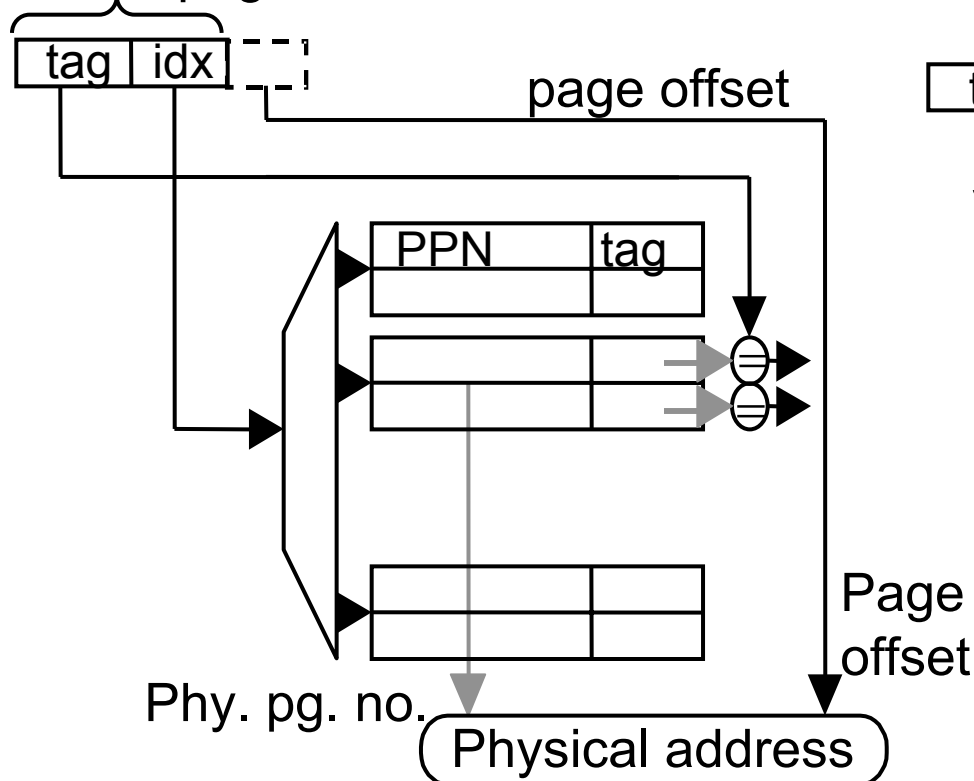 tag idx
page offset
PPN tag
=
=
Page
offset
Phy. pg. no.
Physical address